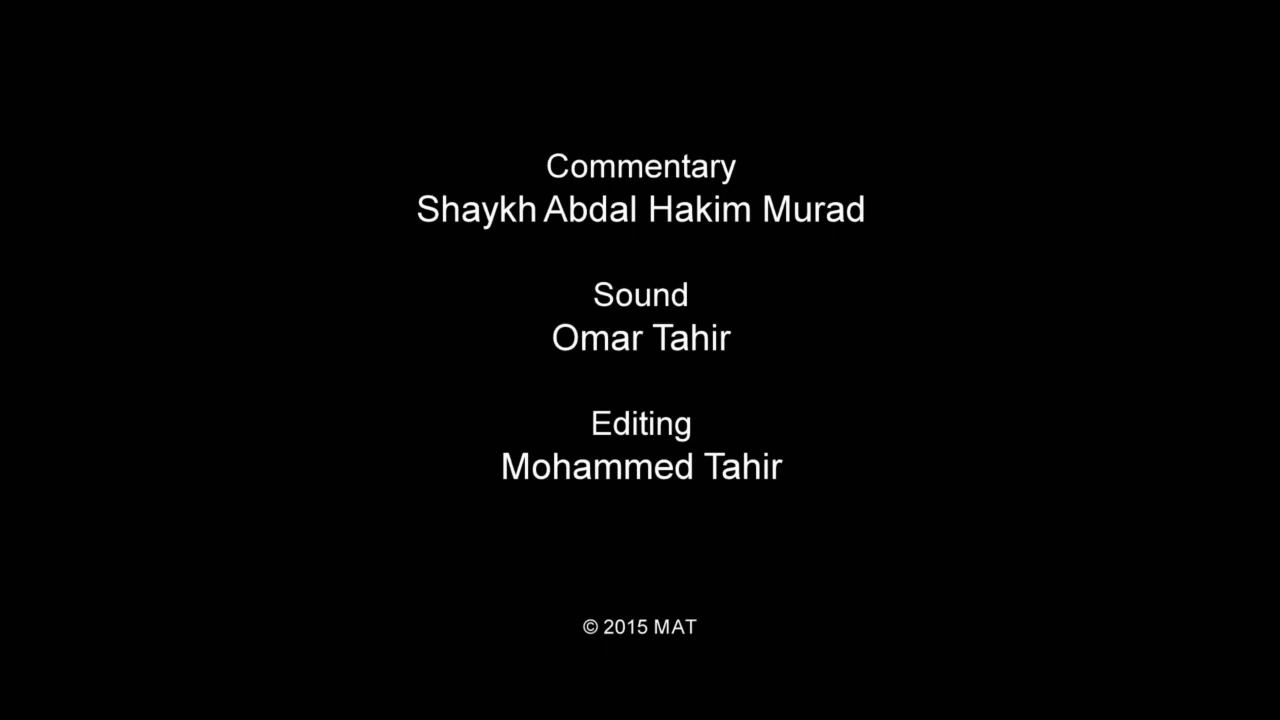 Commentary
Shaykh Abdal Hakim Murad
Sound
Omar Tahir
Editing
Mohammed Tahir
© 2015 MAT